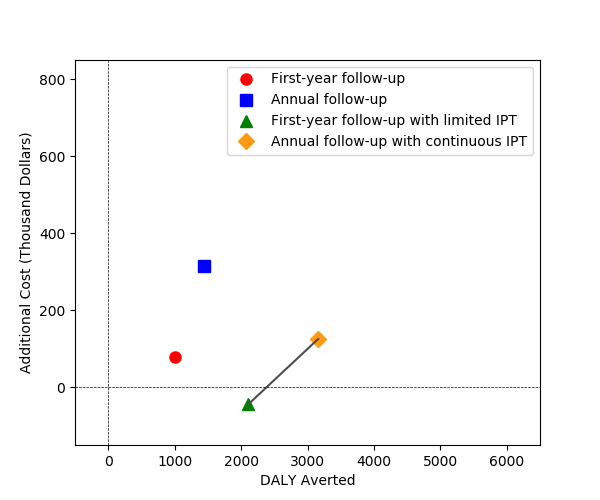 First-year follow-up
Annual follow-up
First-year follow-up with limited IPT
Annual follow-up with continuous IPT
Additional Cost (Thousand Dollars)
800
600
400
200
0
0 1000 2000 3000 4000 5000 6000
DALY Averted